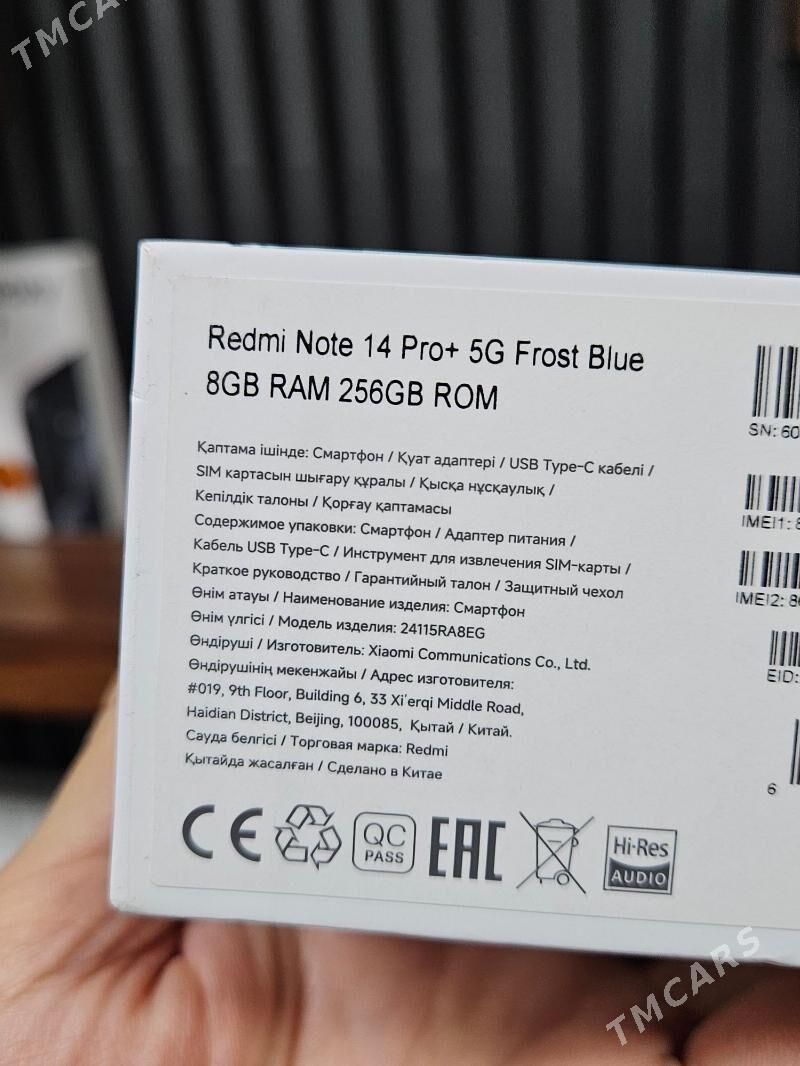 TMCARS
Redmi Note 14 Pro+ 5G Frost Blue
8GB RAM 256GB ROM
Қаптама ішінде: Смартфон / Қуат адаптері / USB Type-C кабелі /
SIM картасын шығару құралы / Қысқа нұсқаулық /
Кепілдік талоны / Қорғау қаптамасы
Содержимое упаковки: Смартфон / Адаптер питания /
Кабель USB Type-C / Инструмент для извлечения SIM-карты /
Краткое руководство / Гарантийный талон / Защитный чехол
Өнім атауы / Наименование изделия: Смартфон
Өнім үлгісі / Модель изделия: 24115RA8EG
Өндіруші / Изготовитель: Xiaomi Communications Co., Ltd.
Өндірушінің мекенжайы / Адрес изготовителя:
#019, 9th Floor, Building 6, 33 Xi'erqi Middle Road,
Haidian District, Beijing, 100085, Қытай / Китай.
Сауда белгісі / Торговая марка: Redmi
Қытайда жасалған / Сделано в Китае
SN: 60
IMEI1: 8
IMEI2: 86
EID:
6
CE
QC
PASS
EAC
Hi-Res
AUDIO
TMCARS